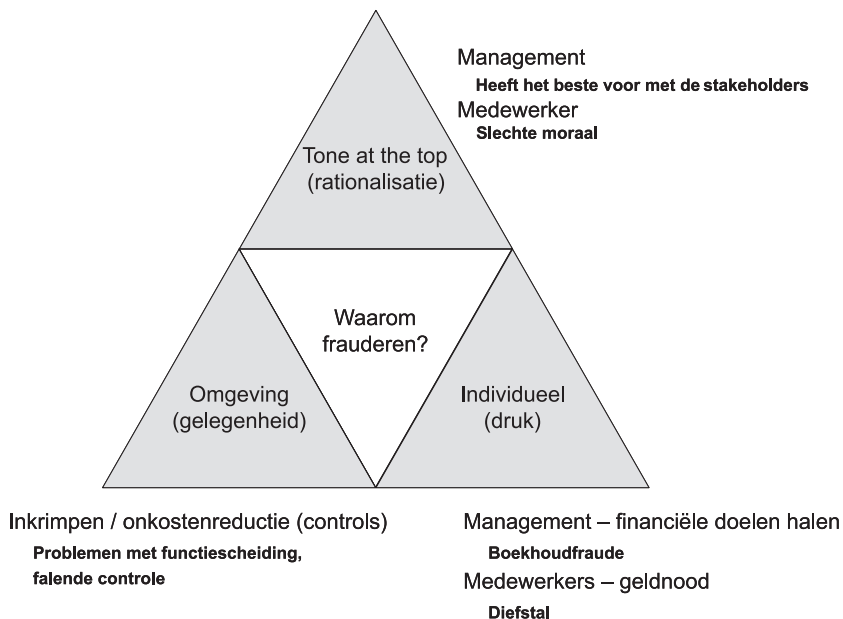 Management
Heeft het beste voor met de stakeholders
Medewerker
Slechte moraal
Tone at the top
(rationalisatie)
Waarom
frauderen?
Omgeving
(gelegenheid)
Individueel
(druk)
Inkrimpen / onkostenreductie (controls)
Problemen met functiescheiding,
falende controle
Management – financiële doelen halen
Boekhoudfraude
Medewerkers – geldnood
Diefstal